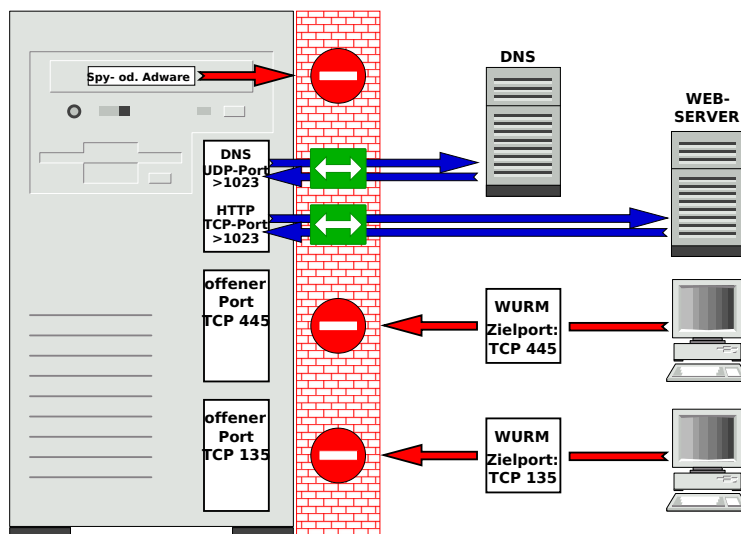 Spy- od. Adware
DNS
WEB-
SERVER
DNS
UDP-Port
>1023
HTTP
TCP-Port
>1023
offener
Port
TCP 445
WURM
Zielport:
TCP 445
offener
Port
TCP 135
WURM
Zielport:
TCP 135